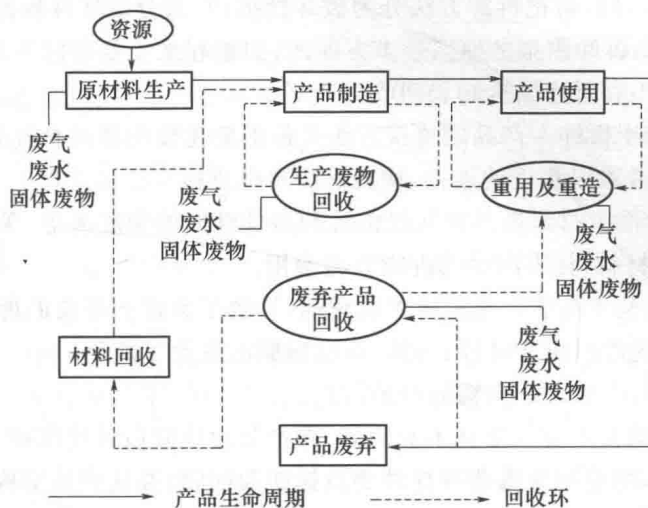 资源
原材料生产
产品制造
产品使用
废气
废水
固体废物
生产废物
回收
废气
废水
固体废物
重用及重造
废气
废水
固体废物
废弃产品
回收
材料回收
废气
废水
固体废物
产品废弃
产品生命周期
回收环